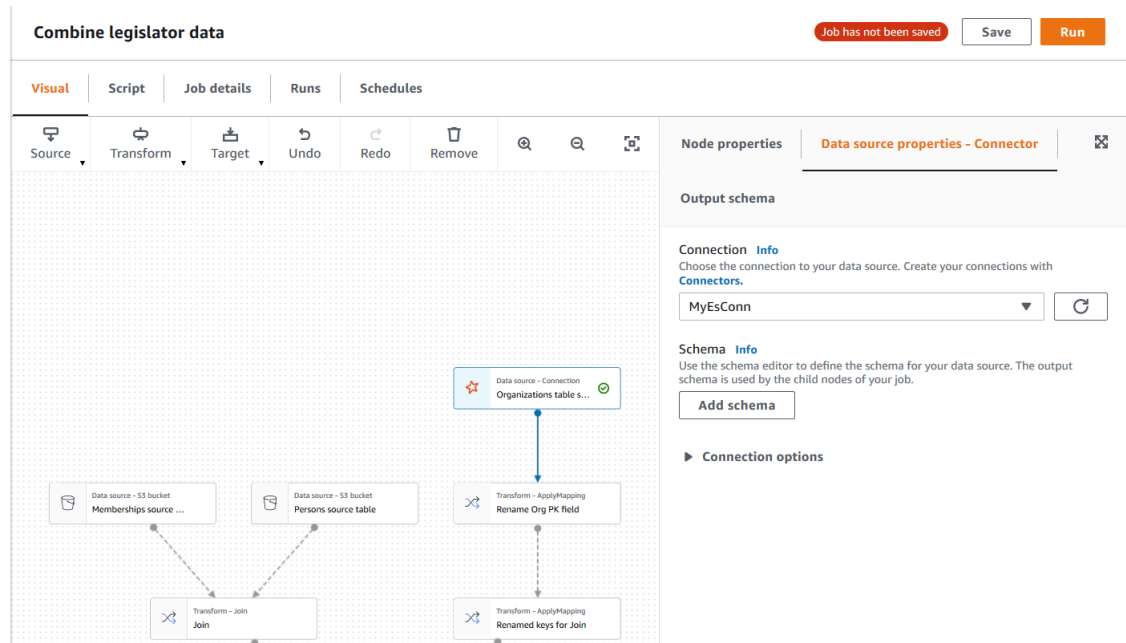 Combine legislator data
Job has not been saved
Save
Run
Visual
Script
Job details
Runs
Schedules
Source
Transform
Target
Undo
Redo
Remove
Node properties
Data source properties - Connector
Output schema
Connection Info
Choose the connection to your data source. Create your connections with
Connectors.
MyEsConn
Schema Info
Use the schema editor to define the schema for your data source. The output
schema is used by the child nodes of your job.
Add schema
Connection options
Data source - Connection
Organizations table s...
Data source - S3 bucket
Memberships source ...
Data source - S3 bucket
Persons source table
Transform - ApplyMapping
Rename Org PK field
Transform - Join
Join
Transform - ApplyMapping
Renamed keys for Join